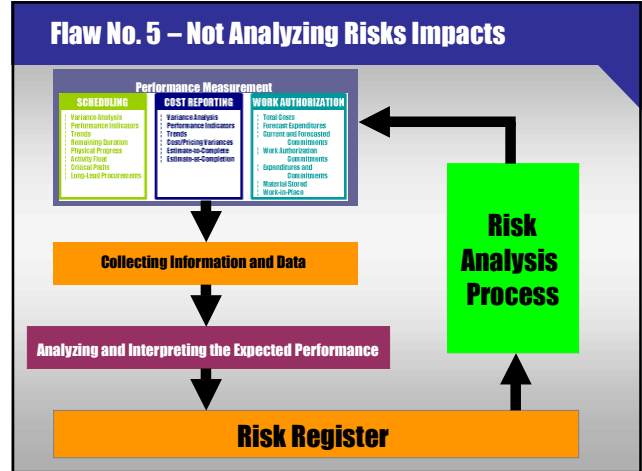 Flaw No. 5 – Not Analyzing Risks Impacts
Performance Measurement
SCHEDULING
¦ Variance Analysis
¦ Performance Indicators
¦ Trends
¦ Remaining Duration
¦ Physical Progress
¦ Activity Float
¦ Critical Paths
¦ Long-Lead Procurements
COST REPORTING
¦ Variance Analysis
¦ Performance Indicators
¦ Trends
¦ Cost/Pricing Variances
¦ Estimate-to-Complete
¦ Estimate-at-Completion
WORK AUTHORIZATION
¦ Total Costs
¦ Forecast Expenditures
¦ Current and Forecasted
Commitments
¦ Work Authorization
Commitments
¦ Expenditures and
Commitments
¦ Material Stored
¦ Work-in-Place
Collecting Information and Data
Analyzing and Interpreting the Expected Performance
Risk Register
Risk
Analysis
Process